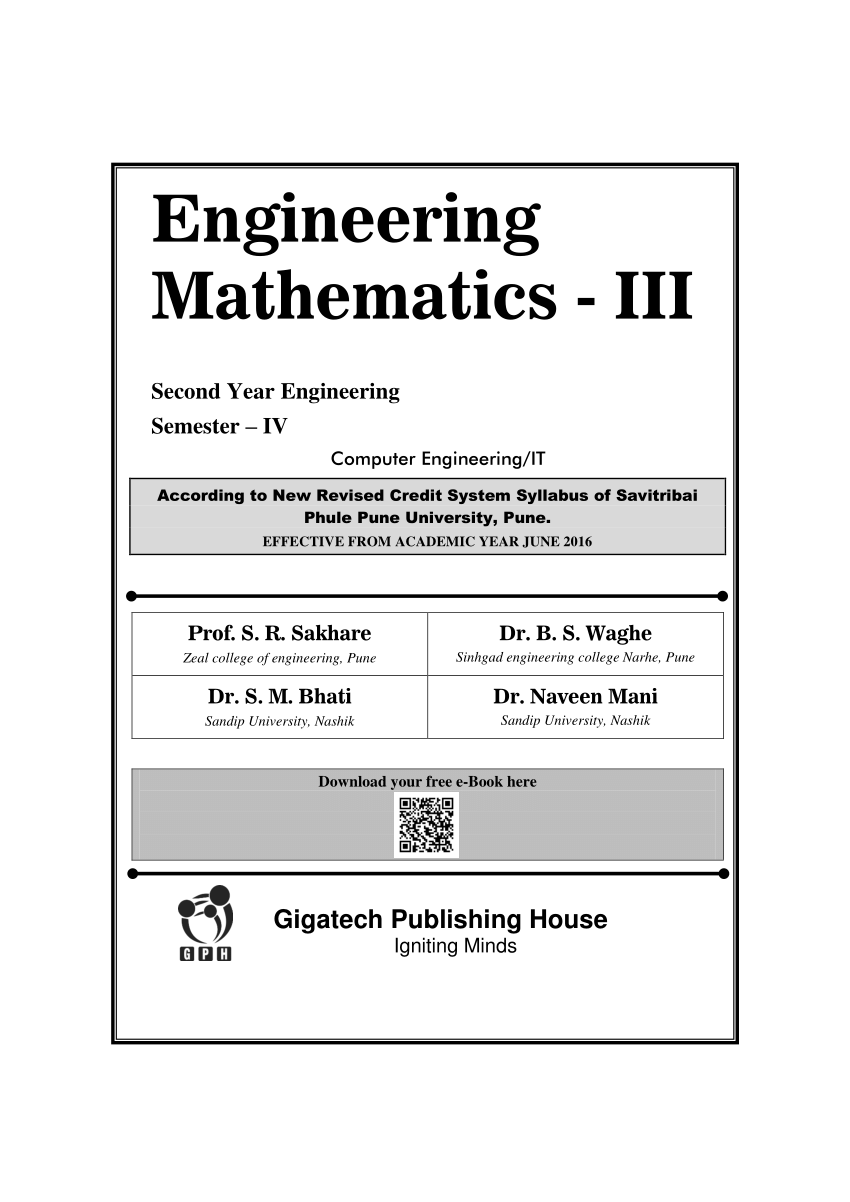 Engineering
Mathematics - III
Second Year Engineering
Semester – IV
Computer Engineering/IT
According to New Revised Credit System Syllabus of Savitribai
Phule Pune University, Pune.
EFFECTIVE FROM ACADEMIC YEAR JUNE 2016
Prof. S. R. Sakhare
Zeal college of engineering, Pune
Dr. B. S. Waghe
Sinhgad engineering college Narhe, Pune
Dr. S. M. Bhati
Sandip University, Nashik
Dr. Naveen Mani
Sandip University, Nashik
Download your free e-Book here
GPH
Gigatech Publishing House
Igniting Minds